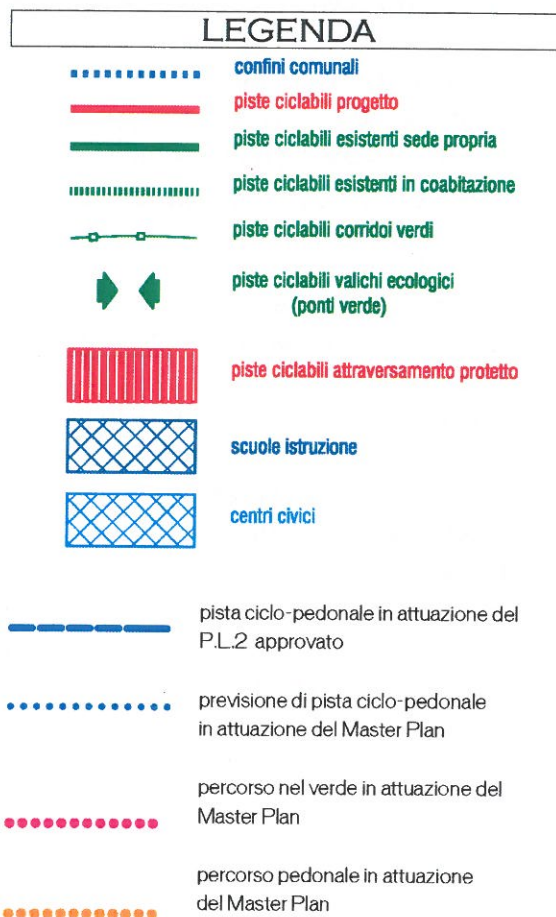 LEGENDA
confini comunali
piste ciclabili progetto
piste ciclabili esistenti sede propria
piste ciclabili esistenti in coabitazione
piste ciclabili corridoi verdi
piste ciclabili valichi ecologici
(ponti verde)
piste ciclabili attraversamento protetto
scuole istruzione
centri civici
pista ciclo-pedonale in attuazione del
P.L.2 approvato
previsione di pista ciclo-pedonale
in attuazione del Master Plan
percorso nel verde in attuazione del
Master Plan
percorso pedonale in attuazione
del Master Plan